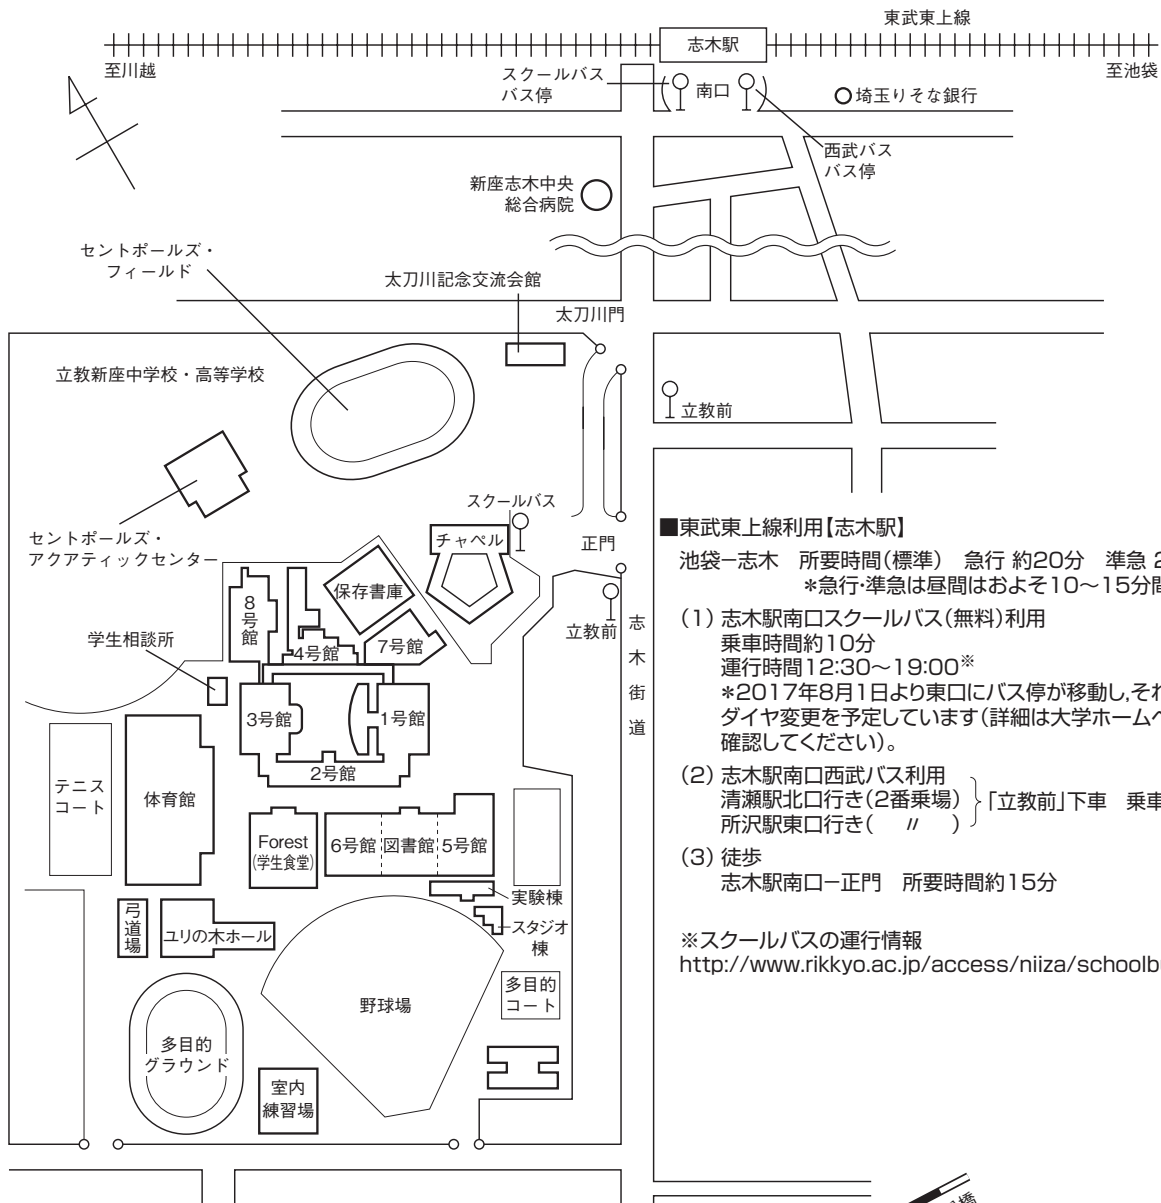 東武東上線
志木駅
至川越
至池袋
スクールバス
バス停
南口
埼玉りそな銀行
西武バス
バス停
新座志木中央
総合病院
セントポールズ・
フィールド
太刀川記念交流会館
太刀川門
立教新座中学校・高等学校
立教前
スクールバス
チャペル
正門
セントポールズ・
アクアティックセンター
保存書庫
8号館
4号館
7号館
立教前
志木街道
学生相談所
3号館
1号館
2号館
テニス
コート
体育館
Forest
(学生食堂)
6号館
図書館
5号館
実験棟
スタジオ
棟
弓道場
ユリの木ホール
野球場
多目的
コート
多目的
グラウンド
室内
練習場
■東武東上線利用【志木駅】
池袋−志木 所要時間(標準) 急行 約20分 準急 2
*急行・準急は昼間はおよそ10〜15分間
(1) 志木駅南口スクールバス(無料)利用
乗車時間約10分
運行時間12:30〜19:00※
*2017年8月1日より東口にバス停が移動し,それ
ダイヤ変更を予定しています(詳細は大学ホームペ
確認してください)。
(2) 志木駅南口西武バス利用
清瀬駅北口行き(2番乗場)
所沢駅東口行き( 〃 )
「立教前」下車 乗車
(3) 徒歩
志木駅南口−正門 所要時間約15分
※スクールバスの運行情報
http://www.rikkyo.ac.jp/access/niiza/schoolb
橋